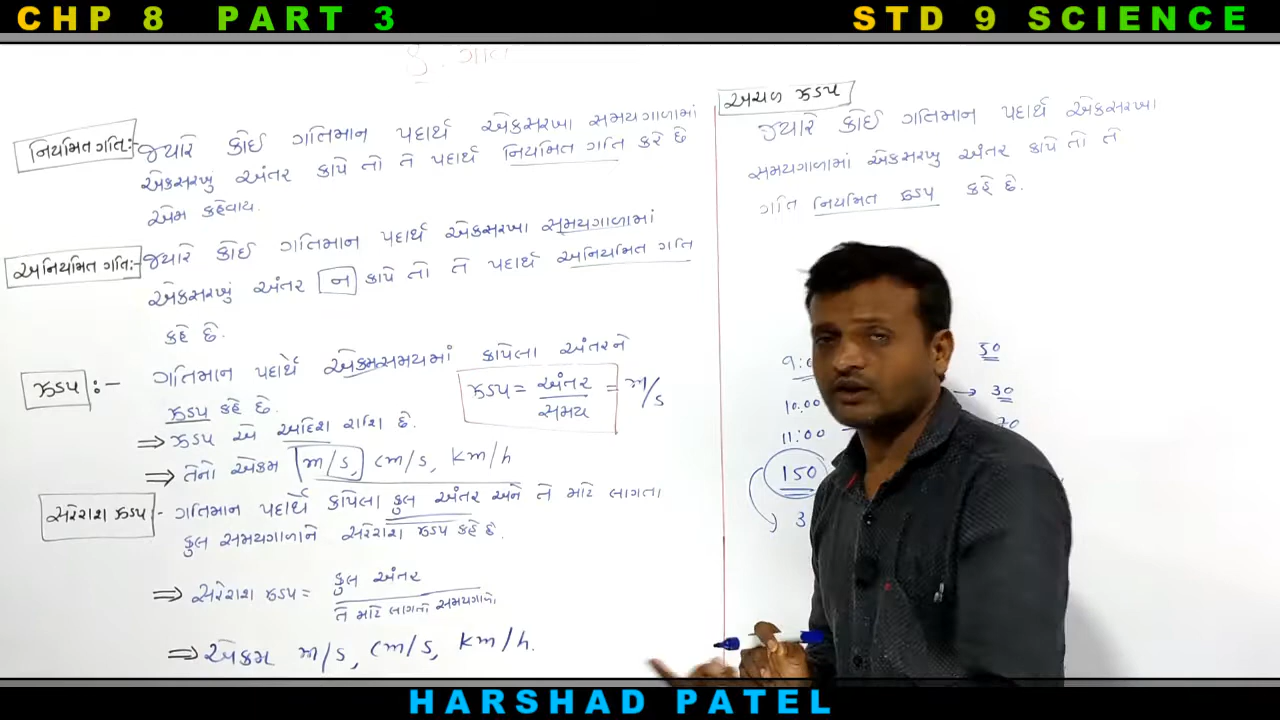 CHP 8 PART 3
STD 9 SCIENCE
નિયમિત ગતિ:- જ્યારે કોઈ ગતિમાન પદાર્થ એકસરખા સમયગાળામાં
એકસરખું અંતર કાપે તો તે પદાર્થ નિયમિત ગતિ કરે છે
એમ કહેવાય.
અનિયમિત ગતિ:- જ્યારે કોઈ ગતિમાન પદાર્થ એકસરખા સમયગાળામાં
એકસરખું અંતર ન કાપે તો તે પદાર્થ અનિયમિત ગતિ
કહે છે.
ઝડપ :- ગતિમાન પદાર્થે એકમસમયમાં કાપેલા અંતરને
ઝડપ કહે છે.
ઝડપ = અંતર / સમય = m/s
⇒ ઝડપ એ અદિશ રાશિ છે.
⇒ તેનો એકમ m/s, cm/s, km/h
સરેરાશ ઝડપ - ગતિમાન પદાર્થે કાપેલા કુલ અંતર અને તે માટે લાગતા
કુલ સમયગાળાને સરેરાશ ઝડપ કહે છે.
⇒ સરેરાશ ઝડપ = કુલ અંતર
તે માટે લાગતો સમયગાળો
⇒ એકમ m/s, cm/s, km/h.
અચળ ઝડપ
જ્યારે કોઈ ગતિમાન પદાર્થ એકસરખા
સમયગાળામાં એકસરખુ અંતર કાપે તો તે
ગતિ નિયમિત ઝડપ કહે છે.
50
10.00 → 30
11:00
150
3
HARSHAD PATEL